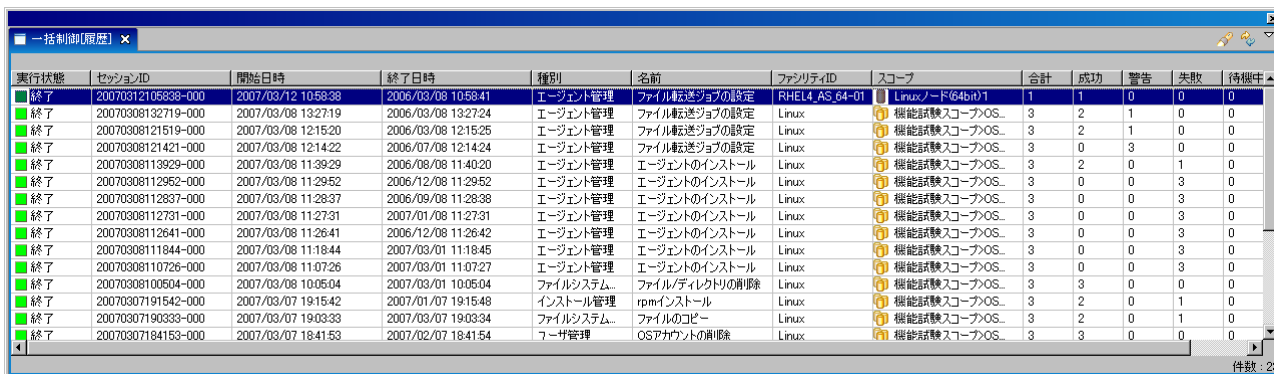 一括制御[履歴]
実行状態 セッションID 開始日時 終了日時 種別 名前 ファシリティID スコープ 合計 成功 警告 失敗 待機中
終了 20070312105838-000 2007/03/12 10:58:38 2006/03/08 10:58:41 エージェント管理 ファイル転送ジョブの設定 RHEL4_AS_64-01 Linuxノード(64bit)1 1 1 0 0 0
終了 20070308132719-000 2007/03/08 13:27:19 2006/03/08 13:27:24 エージェント管理 ファイル転送ジョブの設定 Linux 機能試験スコープ>OS... 3 2 1 0 0
終了 20070308121519-000 2007/03/08 12:15:20 2006/03/08 12:15:25 エージェント管理 ファイル転送ジョブの設定 Linux 機能試験スコープ>OS... 3 2 1 0 0
終了 20070308121421-000 2007/03/08 12:14:22 2006/07/08 12:14:24 エージェント管理 ファイル転送ジョブの設定 Linux 機能試験スコープ>OS... 3 0 3 0 0
終了 20070308113929-000 2007/03/08 11:39:29 2006/08/08 11:40:20 エージェント管理 エージェントのインストール Linux 機能試験スコープ>OS... 3 2 0 1 0
終了 20070308112952-000 2007/03/08 11:29:52 2006/12/08 11:29:52 エージェント管理 エージェントのインストール Linux 機能試験スコープ>OS... 3 0 0 3 0
終了 20070308112837-000 2007/03/08 11:28:37 2006/09/08 11:28:38 エージェント管理 エージェントのインストール Linux 機能試験スコープ>OS... 3 0 0 3 0
終了 20070308112731-000 2007/03/08 11:27:31 2007/01/08 11:27:31 エージェント管理 エージェントのインストール Linux 機能試験スコープ>OS... 3 0 0 3 0
終了 20070308112641-000 2007/03/08 11:26:41 2006/12/08 11:26:42 エージェント管理 エージェントのインストール Linux 機能試験スコープ>OS... 3 0 0 3 0
終了 20070308111844-000 2007/03/08 11:18:44 2007/03/01 11:18:45 エージェント管理 エージェントのインストール Linux 機能試験スコープ>OS... 3 0 0 3 0
終了 20070308110726-000 2007/03/08 11:07:26 2007/03/01 11:07:27 エージェント管理 エージェントのインストール Linux 機能試験スコープ>OS... 3 0 0 3 0
終了 20070308100504-000 2007/03/08 10:05:04 2007/03/01 10:05:04 ファイルシステム... ファイル/ディレクトリの削除 Linux 機能試験スコープ>OS... 3 3 0 0 0
終了 20070307191542-000 2007/03/07 19:15:42 2007/01/07 19:15:48 インストール管理 rpmインストール Linux 機能試験スコープ>OS... 3 2 0 1 0
終了 20070307190333-000 2007/03/07 19:03:33 2007/03/07 19:03:34 ファイルシステム... ファイルのコピー Linux 機能試験スコープ>OS... 3 2 0 1 0
終了 20070307184153-000 2007/03/07 18:41:53 2007/02/07 18:41:54 ユーザ管理 OSアカウントの削除 Linux 機能試験スコープ>OS... 3 3 0 0 0
件数 :